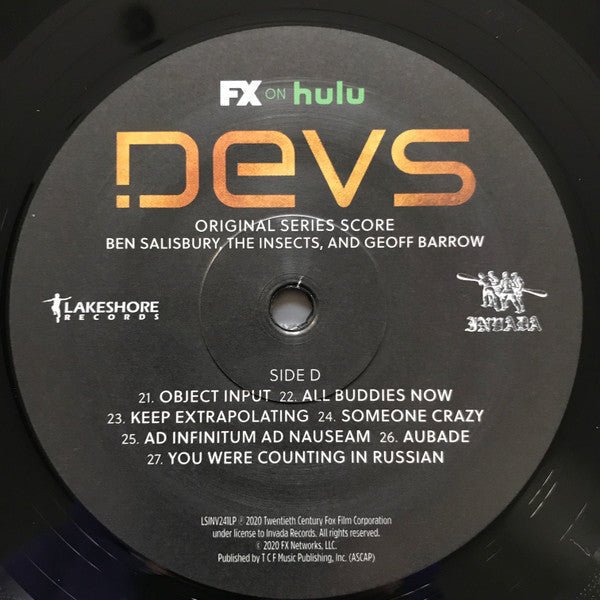 FX ON hulu
DEVS
ORIGINAL SERIES SCORE
BEN SALISBURY, THE INSECTS, AND GEOFF BARROW
LAKESHORE
RECORDS
INVADA
SIDE D
21. OBJECT INPUT 22. ALL BUDDIES NOW
23. KEEP EXTRAPOLATING 24. SOMEONE CRAZY
25. AD INFINITUM AD NAUSEAM 26. AUBADE
27. YOU WERE COUNTING IN RUSSIAN
LSINV241LP ℗ 2020 Twentieth Century Fox Film Corporation
under license to Invada Records. All rights reserved.
© 2020 FX Networks, LLC.
Published by T C F Music Publishing, Inc. (ASCAP)